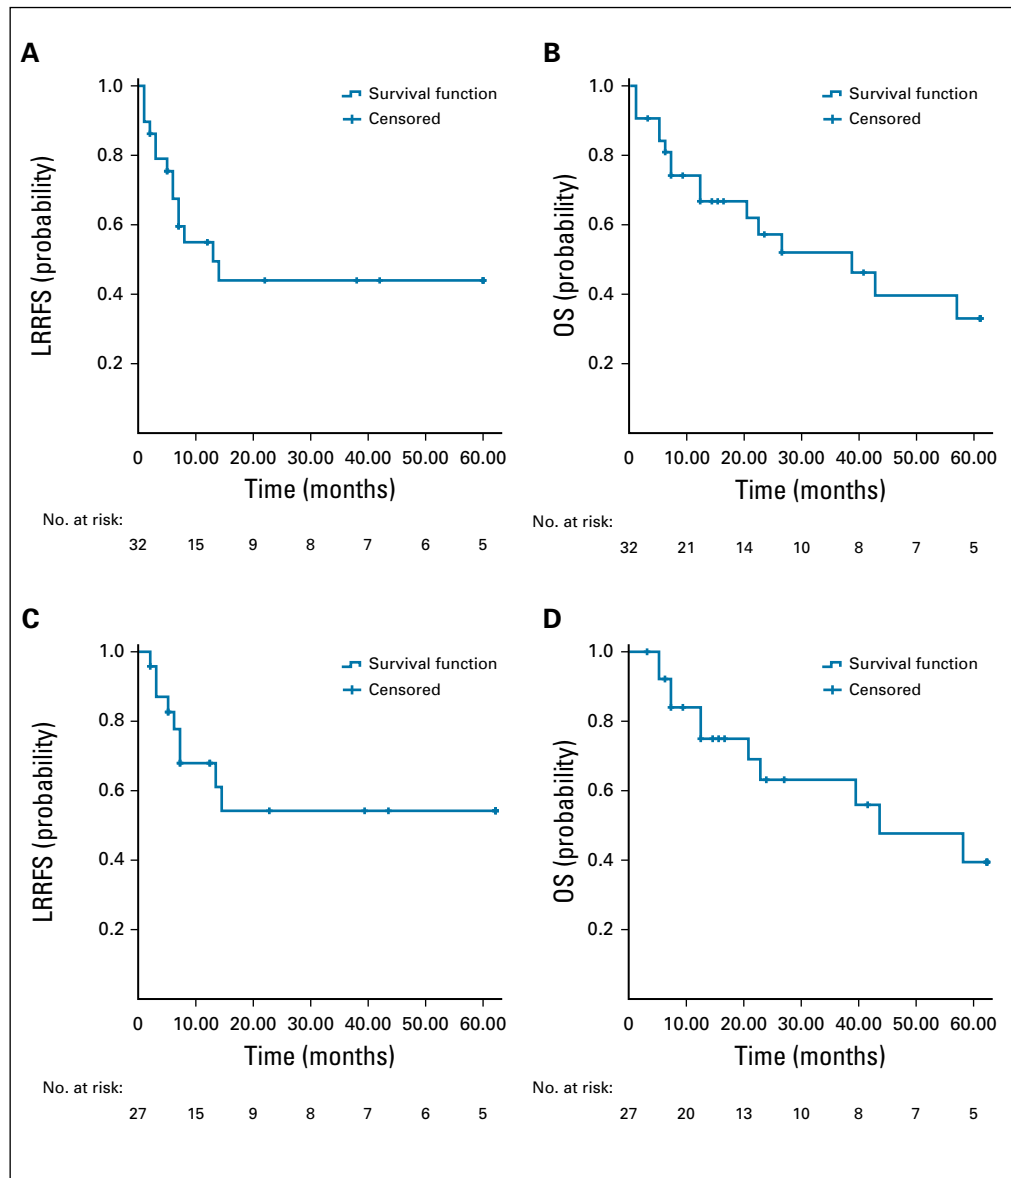 A
Survival function
Censored
LRRFS (probability)
1.0
0.8
0.6
0.4
0.2
0 10.00 20.00 30.00 40.00 50.00 60.00
Time (months)
No. at risk:
32 15 9 8 7 6 5
B
Survival function
Censored
OS (probability)
1.0
0.8
0.6
0.4
0.2
0 10.00 20.00 30.00 40.00 50.00 60.00
Time (months)
No. at risk:
32 21 14 10 8 7 5
C
Survival function
Censored
LRRFS (probability)
1.0
0.8
0.6
0.4
0.2
0 10.00 20.00 30.00 40.00 50.00 60.00
Time (months)
No. at risk:
27 15 9 8 7 6 5
D
Survival function
Censored
OS (probability)
1.0
0.8
0.6
0.4
0.2
0 10.00 20.00 30.00 40.00 50.00 60.00
Time (months)
No. at risk:
27 20 13 10 8 7 5